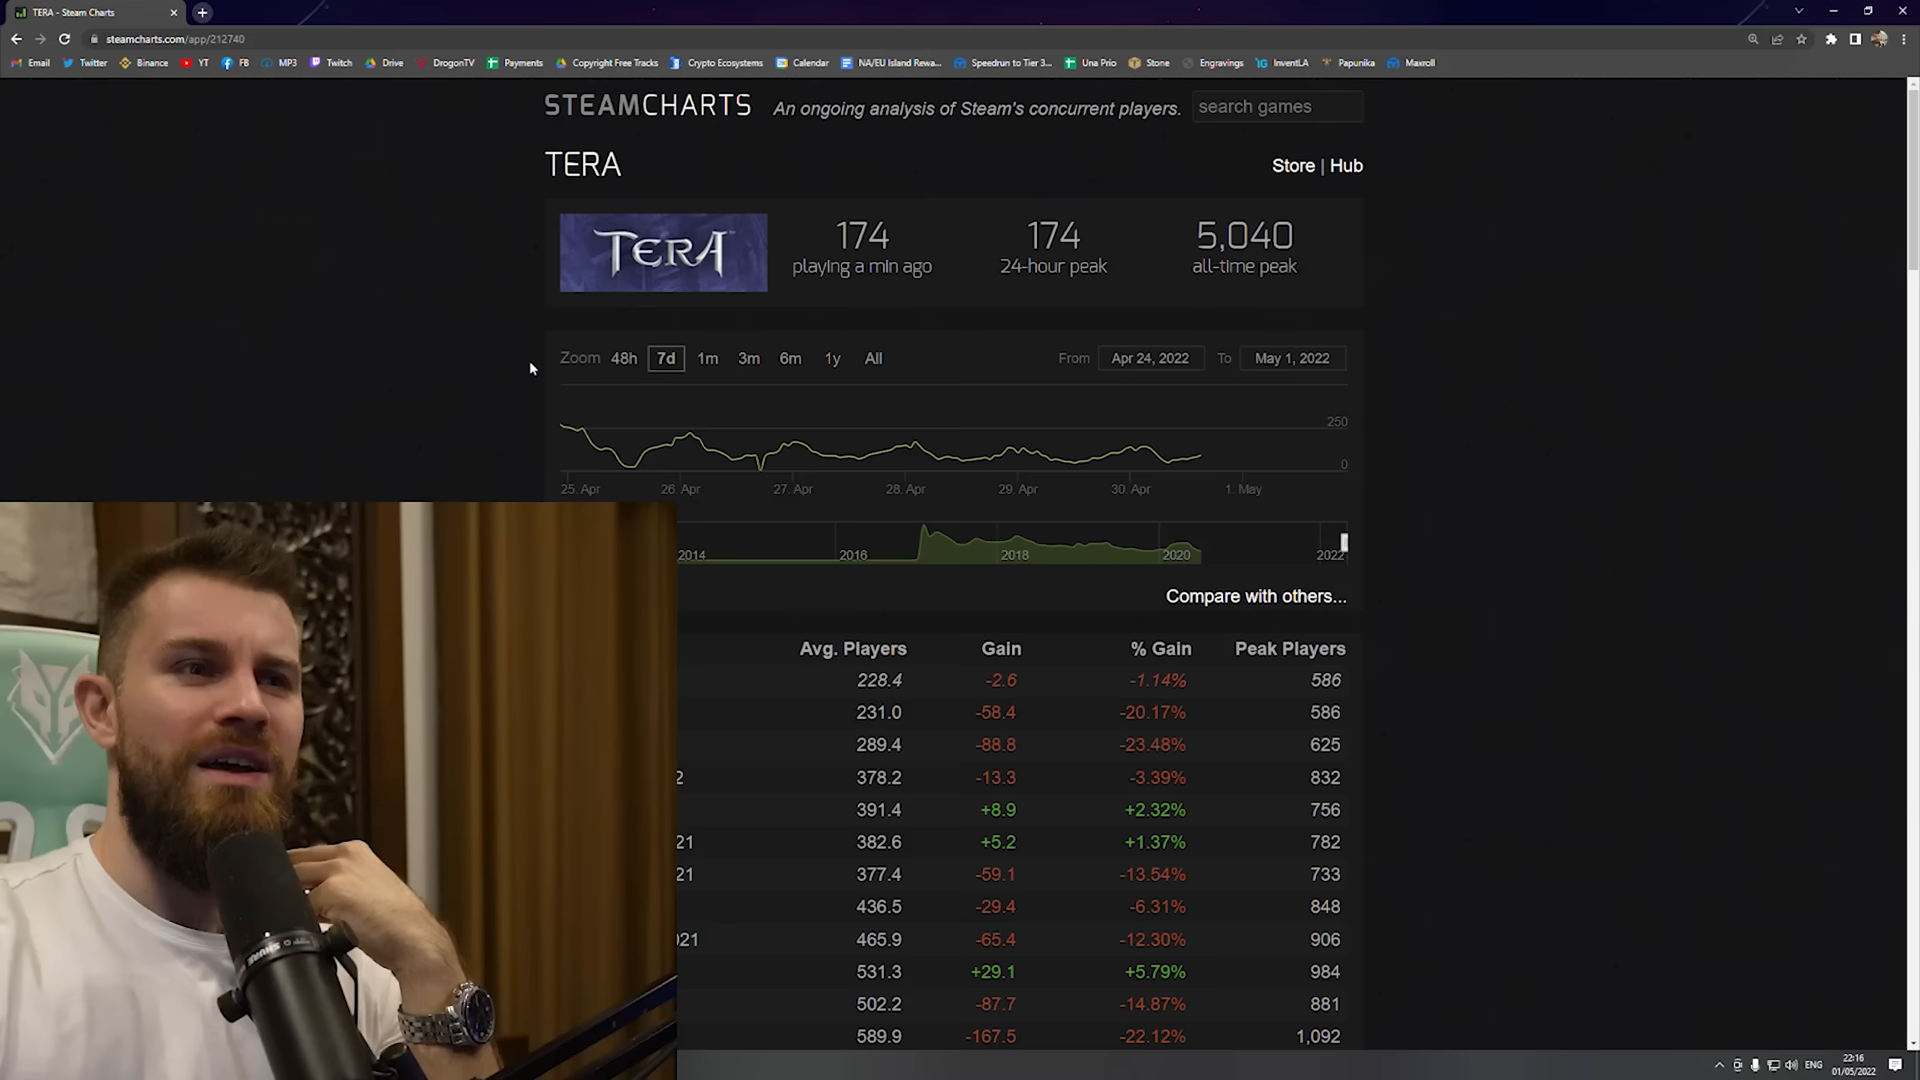 TERA - Steam Charts
steamcharts.com/app/212740
Email Twitter Binance YT FB MP3 Twitch Drive DrogonTV Payments Copyright Free Tracks Crypto Ecosystems Calendar NA/EU Island Rewa... Speedrun to Tier 3... Una Prio Stone Engravings InventLA Papunika Maxroll
STEAMCHARTS An ongoing analysis of Steam's concurrent players. search games
TERA Store | Hub
TERA
174 174 5,040
playing a min ago 24-hour peak all-time peak
Zoom 48h 7d 1m 3m 6m 1y All From Apr 24, 2022 To May 1, 2022
250
0
25. Apr 26. Apr 27. Apr 28. Apr 29. Apr 30. Apr 1. May
2014 2016 2018 2020 2022
Compare with others...
Avg. Players Gain % Gain Peak Players
228.4 -2.6 -1.14% 586
231.0 -58.4 -20.17% 586
289.4 -88.8 -23.48% 625
2 378.2 -13.3 -3.39% 832
391.4 +8.9 +2.32% 756
21 382.6 +5.2 +1.37% 782
21 377.4 -59.1 -13.54% 733
436.5 -29.4 -6.31% 848
021 465.9 -65.4 -12.30% 906
531.3 +29.1 +5.79% 984
502.2 -87.7 -14.87% 881
589.9 -167.5 -22.12% 1,092
SHURE
ENG 22:16
01/05/2022